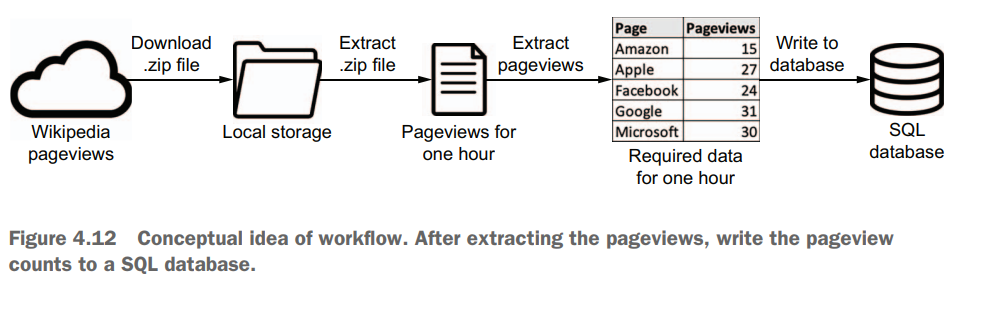 Download
.zip file
Extract
.zip file
Extract
pageviews
Write to
database
Page Pageviews
Amazon 15
Apple 27
Facebook 24
Google 31
Microsoft 30
Wikipedia
pageviews
Local storage
Pageviews for
one hour
Required data
for one hour
SQL
database
Figure 4.12 Conceptual idea of workflow. After extracting the pageviews, write the pageview
counts to a SQL database.